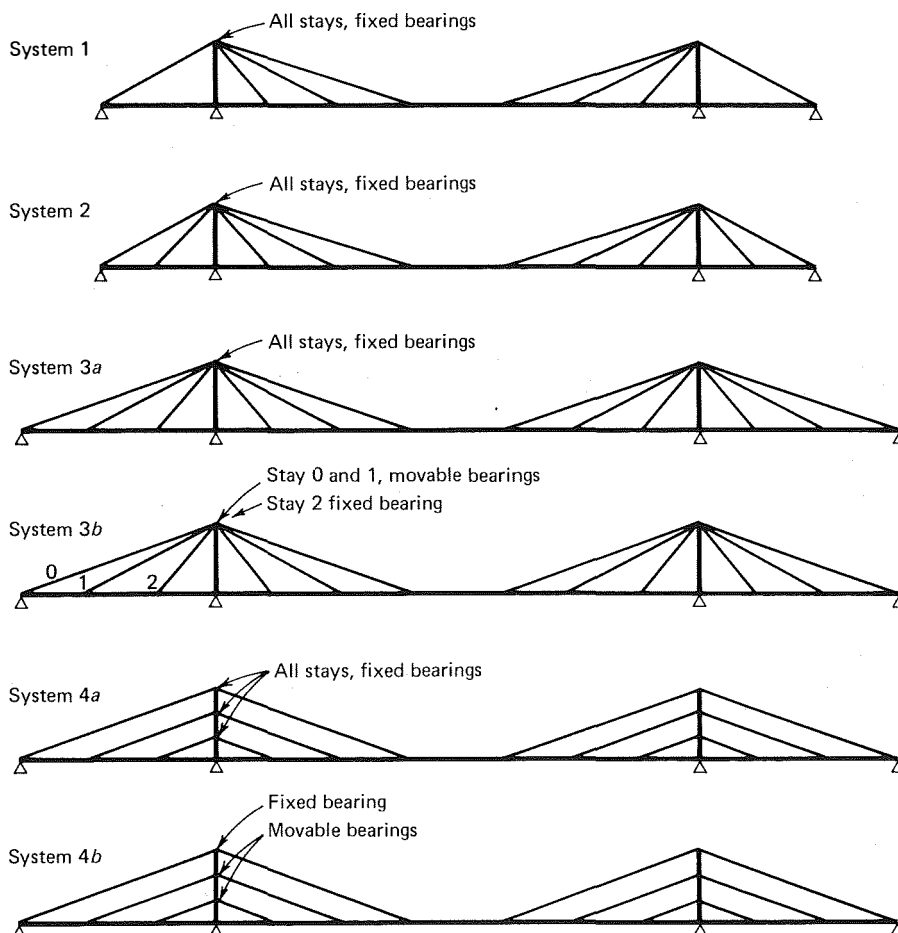 All stays, fixed bearings
System 1
All stays, fixed bearings
System 2
All stays, fixed bearings
System 3a
Stay 0 and 1, movable bearings
Stay 2 fixed bearing
System 3b
0
1
2
All stays, fixed bearings
System 4a
Fixed bearing
Movable bearings
System 4b